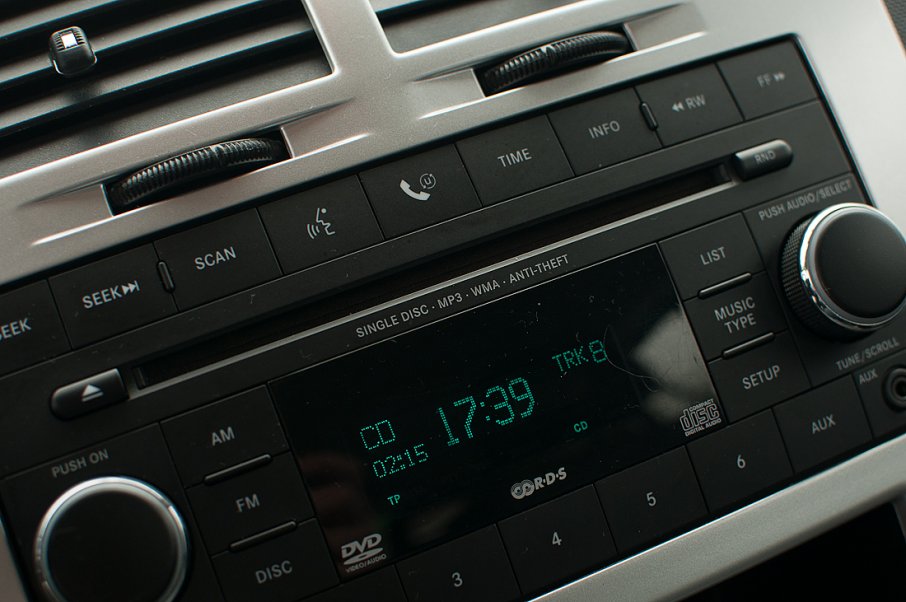 FF
RW
INFO
TIME
U
SCAN
SEEK
SEEK
RND
SINGLE DISC · MP3 · WMA · ANTI-THEFT
PUSH AUDIO/SELECT
LIST
MUSIC
TYPE
SETUP
TUNE/SCROLL
AUX
AUX
AM
FM
DISC
PUSH ON
CD
17:39
TRK 8
02:15
CD
TP
R·D·S
COMPACT
disc
DIGITAL AUDIO
DVD
VIDEO/AUDIO
3
4
5
6